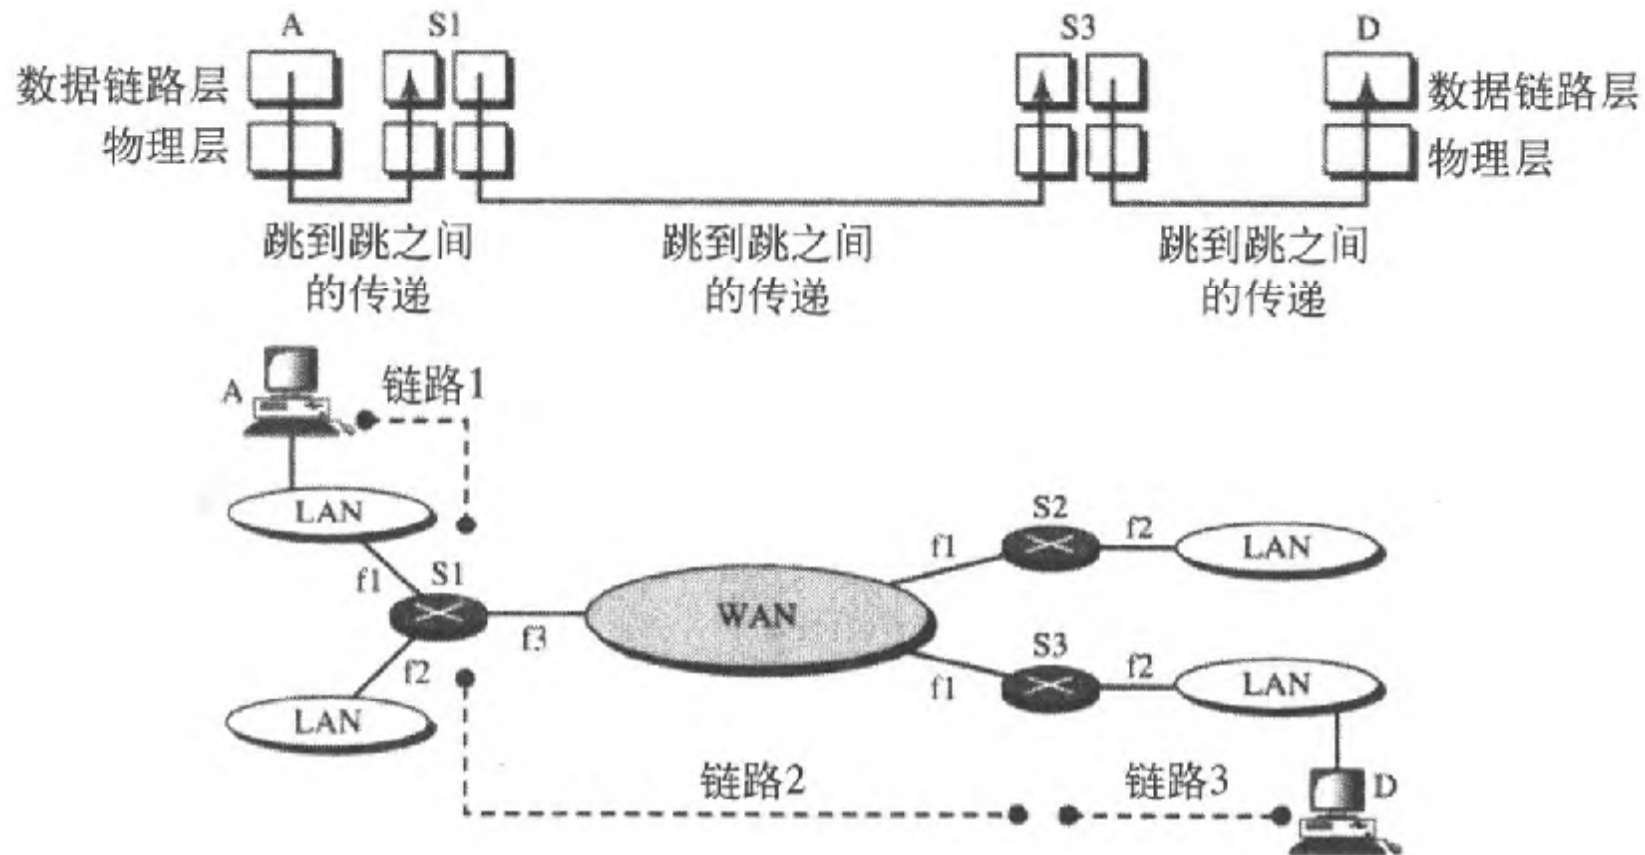 A
S1
S3
D
数据链路层
数据链路层
物理层
物理层
跳到跳之间
的传递
跳到跳之间
的传递
跳到跳之间
的传递
A
链路1
LAN
f1
S1
f3
f2
LAN
WAN
f1
S2
f2
LAN
f1
S3
f2
LAN
链路2
链路3
D